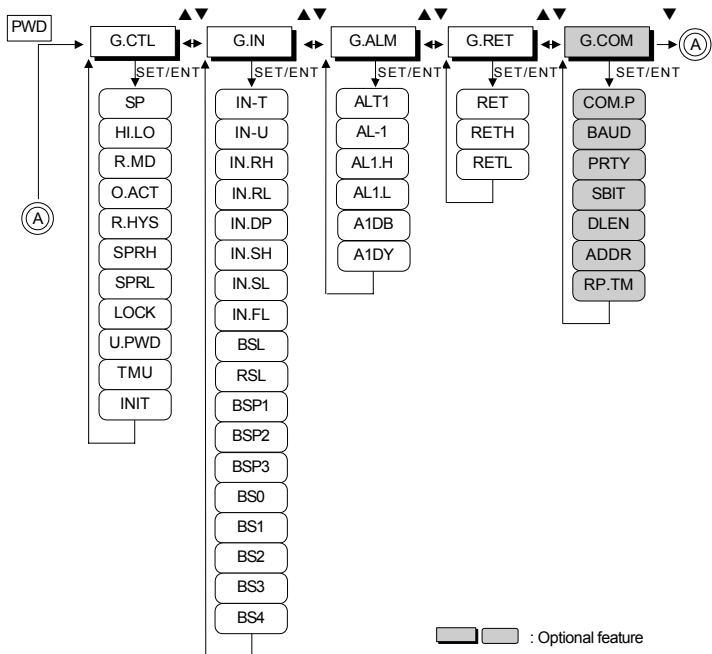 PWD
▲▼ ▲▼ ▲▼ ▲▼ ▼
G.CTL G.IN G.ALM G.RET G.COM A
SET/ENT SET/ENT SET/ENT SET/ENT SET/ENT
A
SP
HI.LO
R.MD
O.ACT
R.HYS
SPRH
SPRL
LOCK
U.PWD
TMU
INIT
IN-T
IN-U
IN.RH
IN.RL
IN.DP
IN.SH
IN.SL
IN.FL
BSL
RSL
BSP1
BSP2
BSP3
BS0
BS1
BS2
BS3
BS4
ALT1
AL-1
AL1.H
AL1.L
A1DB
A1DY
RET
RETH
RETL
COM.P
BAUD
PRTY
SBIT
DLEN
ADDR
RP.TM
: Optional feature